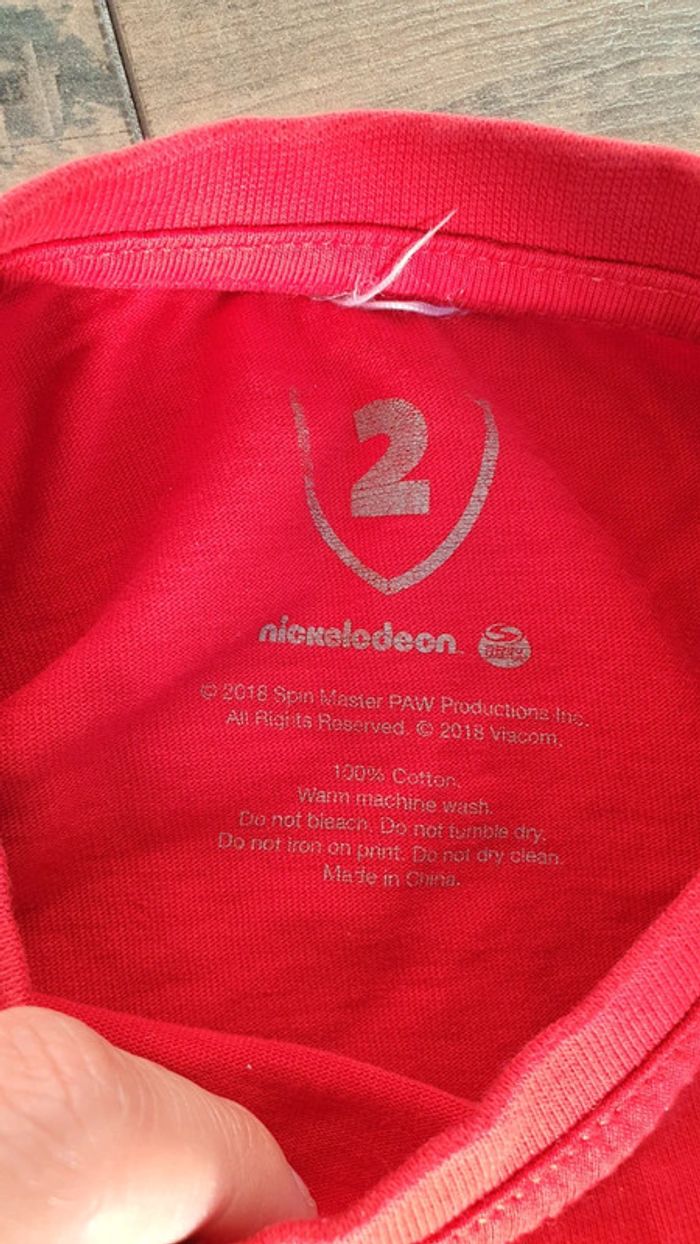 2
nickelodeon
© 2018 Spin Master PAW Productions Inc.
All Rights Reserved. © 2018 Viacom.
100% Cotton.
Warm machine wash.
Do not bleach. Do not tumble dry.
Do not iron on print. Do not dry clean.
Made in China.